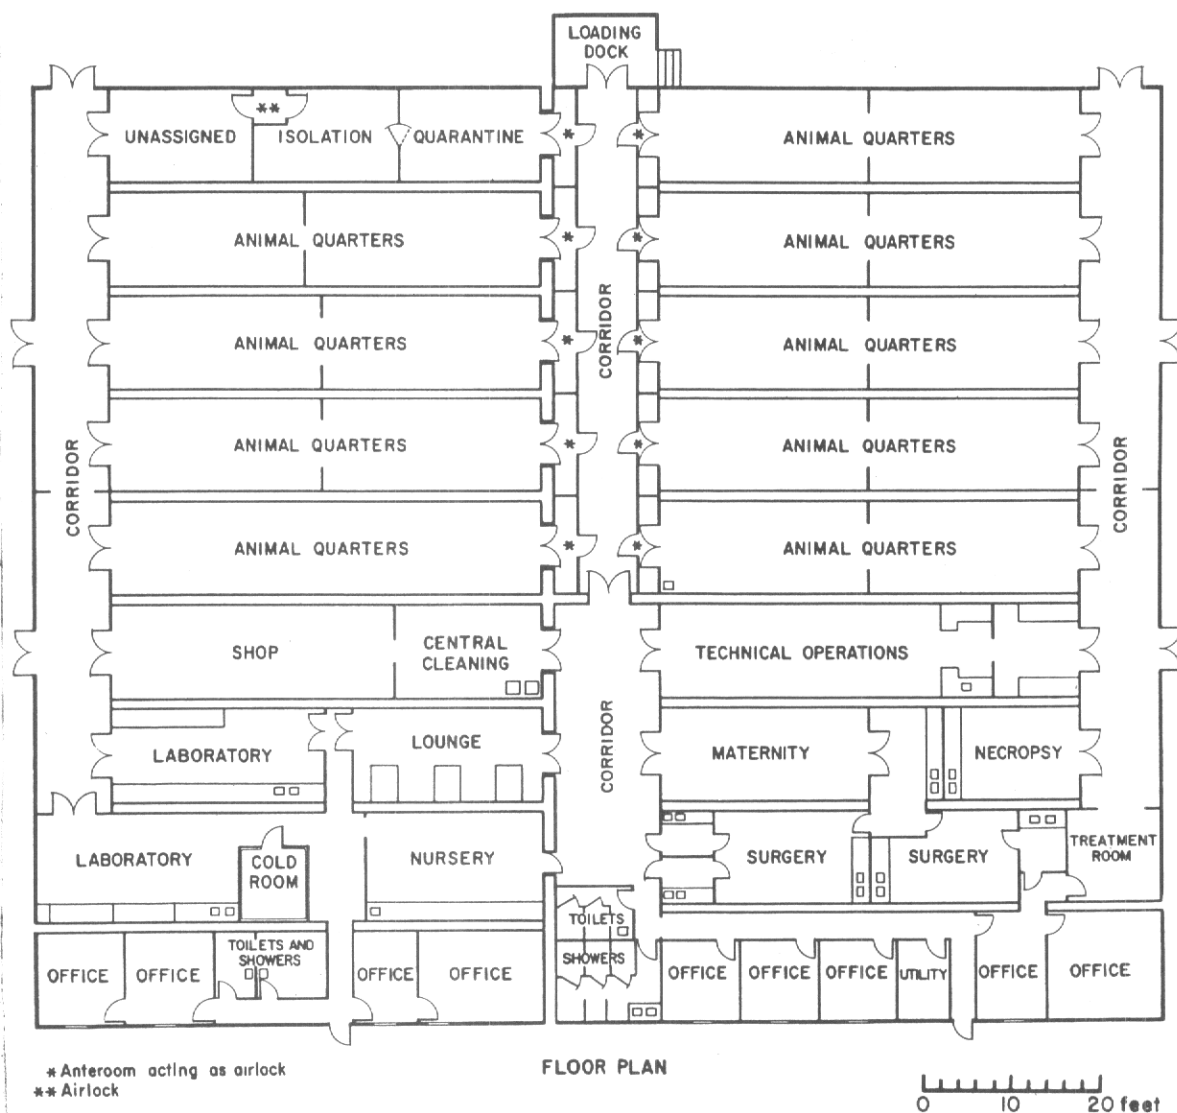 LOADING
DOCK
**
UNASSIGNED
ISOLATION
QUARANTINE
*
*
ANIMAL QUARTERS
ANIMAL QUARTERS
*
*
ANIMAL QUARTERS
ANIMAL QUARTERS
*
CORRIDOR
*
ANIMAL QUARTERS
CORRIDOR
ANIMAL QUARTERS
*
*
ANIMAL QUARTERS
CORRIDOR
ANIMAL QUARTERS
*
*
ANIMAL QUARTERS
SHOP
CENTRAL
CLEANING
TECHNICAL OPERATIONS
LABORATORY
LOUNGE
CORRIDOR
MATERNITY
NECROPSY
LABORATORY
COLD
ROOM
NURSERY
SURGERY
SURGERY
TREATMENT
ROOM
TOILETS
OFFICE
OFFICE
TOILETS AND
SHOWERS
OFFICE
OFFICE
SHOWERS
OFFICE
OFFICE
OFFICE
UTILITY
OFFICE
OFFICE
* Anteroom acting as airlock
** Airlock
FLOOR PLAN
0 10 20 feet